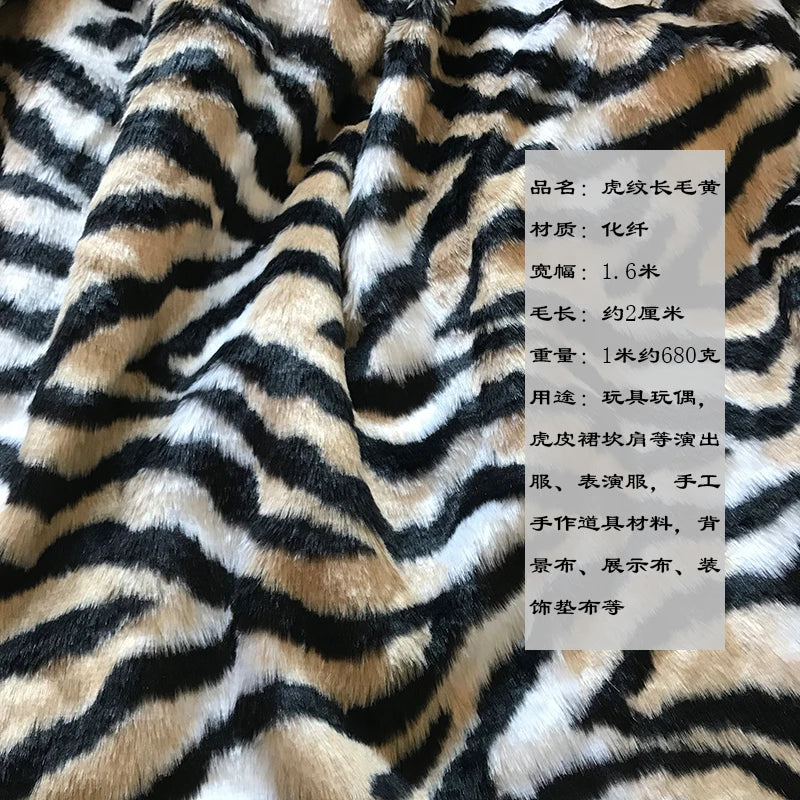 品名：虎纹长毛黄
材质：化纤
宽幅：1.6米
毛长：约2厘米
重量：1米约680克
用途：玩具玩偶，
虎皮裙坎肩等演出
服、表演服，手工
手作道具材料，背
景布、展示布、装
饰垫布等